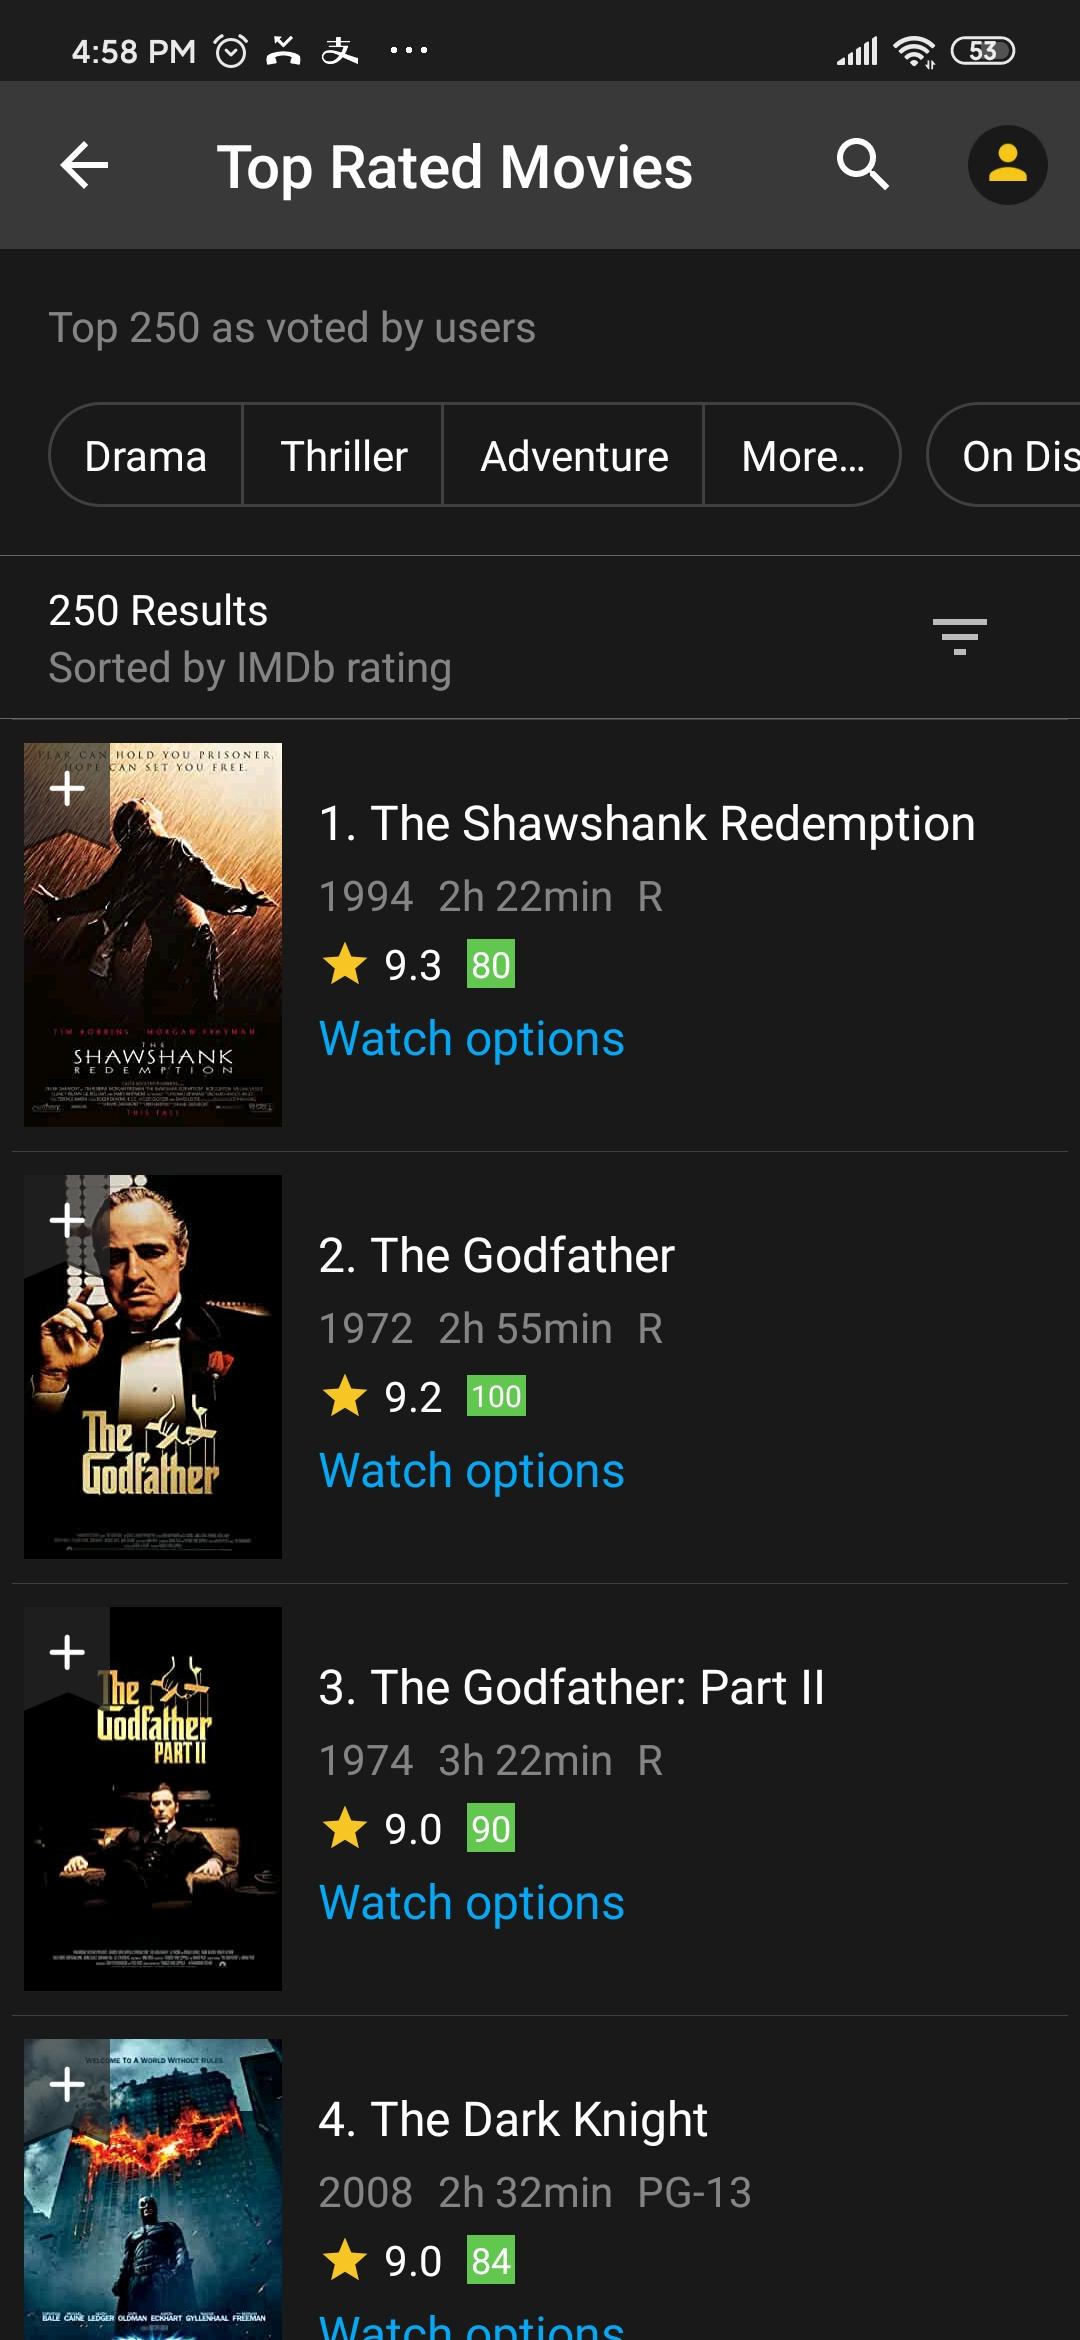 4:58 PM 支 ... 53
Top Rated Movies
Top 250 as voted by users
Drama Thriller Adventure More... On Dis
250 Results
Sorted by IMDb rating
FEAR CAN HOLD YOU PRISONER.
HOPE CAN SET YOU FREE.
TIM ROBBINS MORGAN FREEMAN
THE
SHAWSHANK
REDEMPTION
THIS FALL
1. The Shawshank Redemption
1994 2h 22min R
9.3 80
Watch options
The
Godfather
2. The Godfather
1972 2h 55min R
9.2 100
Watch options
The
Godfather
PART II
3. The Godfather: Part II
1974 3h 22min R
9.0 90
Watch options
WELCOME TO A WORLD WITHOUT RULES.
BALE CAINE LEDGER OLDMAN ECKHART GYLLENHAAL FREEMAN
4. The Dark Knight
2008 2h 32min PG-13
9.0 84
Watch options